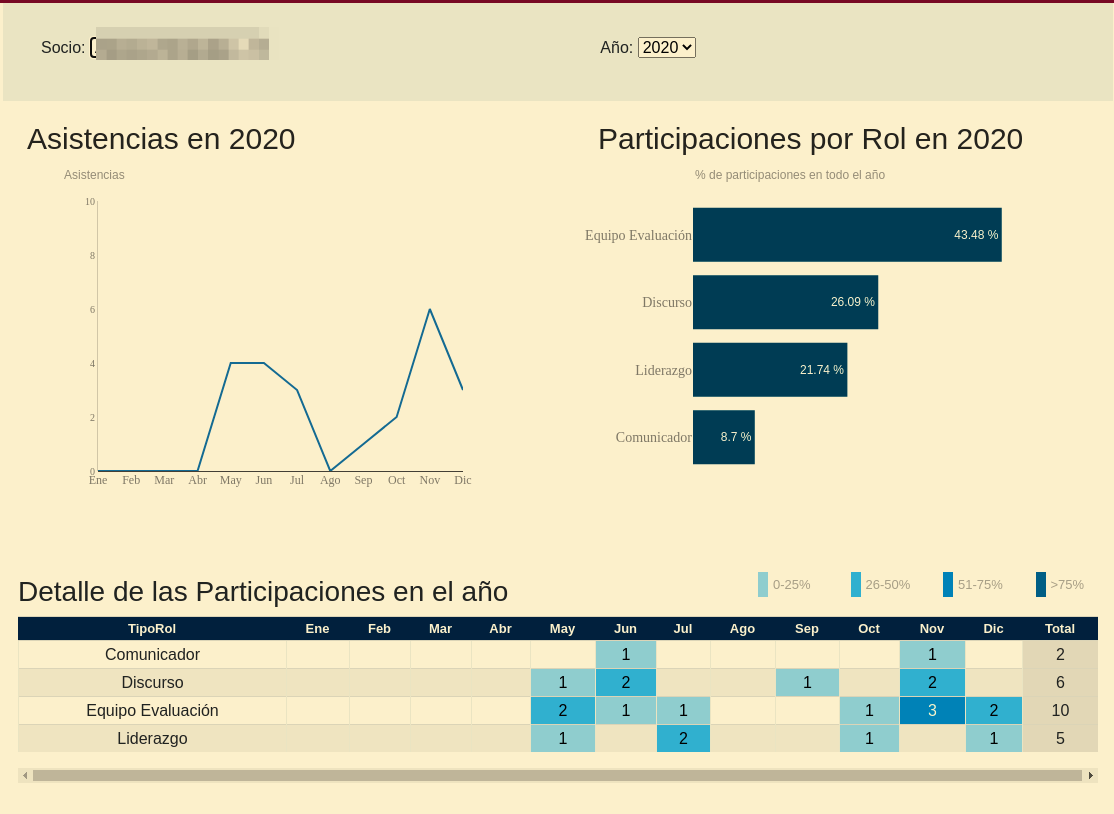 Socio:
Año: 2020
Asistencias en 2020
Asistencias
10
8
6
4
2
0
Ene Feb Mar Abr May Jun Jul Ago Sep Oct Nov Dic
Participaciones por Rol en 2020
% de participaciones en todo el año
Equipo Evaluación 43.48 %
Discurso 26.09 %
Liderazgo 21.74 %
Comunicador 8.7 %
Detalle de las Participaciones en el año
0-25% 26-50% 51-75% >75%
TipoRol Ene Feb Mar Abr May Jun Jul Ago Sep Oct Nov Dic Total
Comunicador 1 1 2
Discurso 1 2 1 2 6
Equipo Evaluación 2 1 1 1 3 2 10
Liderazgo 1 2 1 1 5